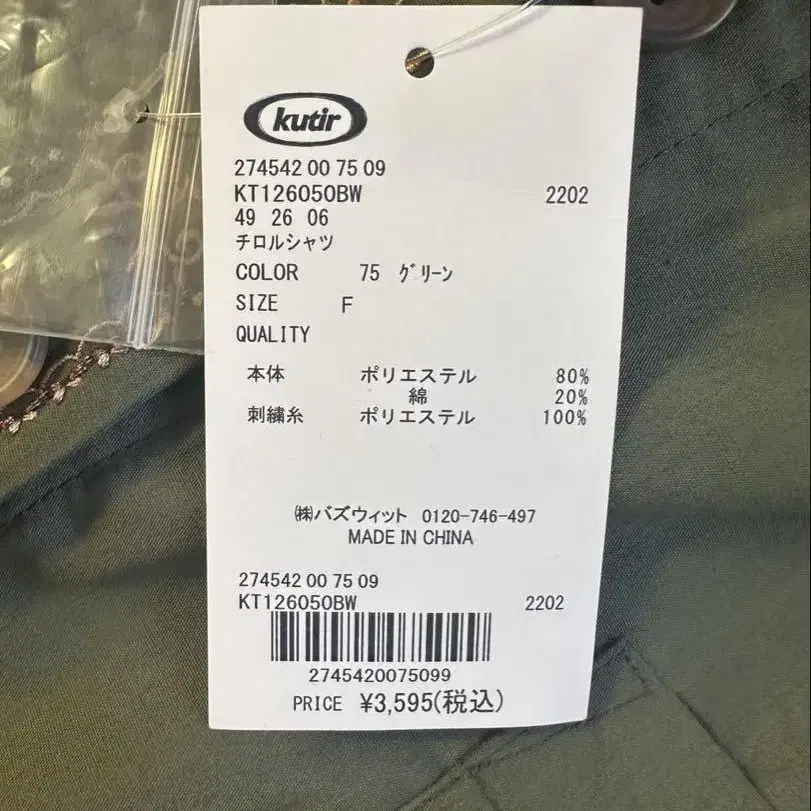 kutir
274542 00 75 09
KT126050BW 2202
49 26 06
チロルシャツ
COLOR 75 ｸﾞﾘｰﾝ
SIZE F
QUALITY
本体 ポリエステル 80%
綿 20%
刺繍糸 ポリエステル 100%
㈱バズウィット 0120-746-497
MADE IN CHINA
274542 00 75 09
KT126050BW 2202
2745420075099
PRICE ¥3,595(税込)